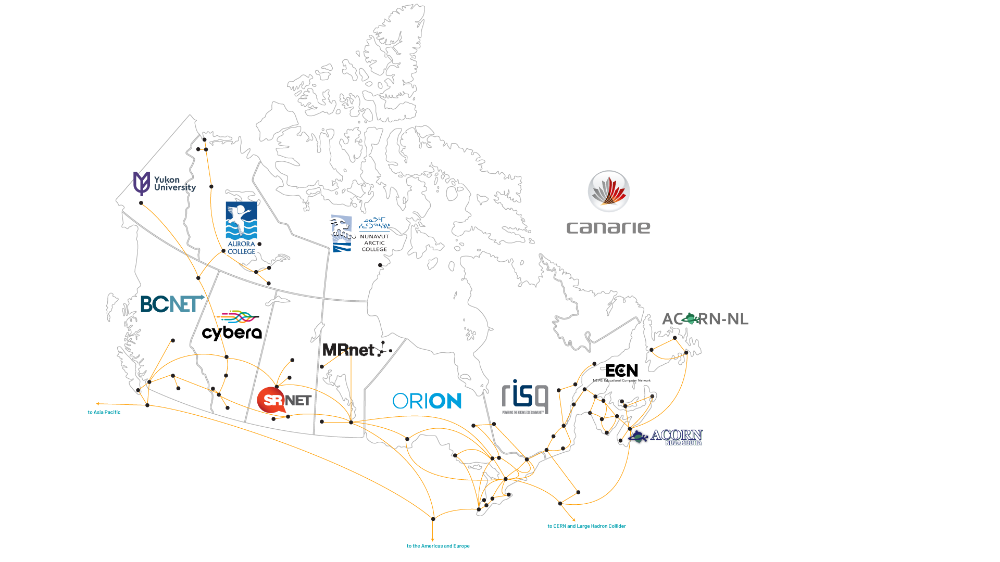 Yukon
University
AURORA
COLLEGE
NUNAVUT
ARCTIC
COLLEGE
canarie
BCNET
cybera
ACORN-NL
MRnet
ECN
NB PEI Educational Computer Network
SRNET
ORION
risq
POWERING THE KNOWLEDGE COMMUNITY
to Asia Pacific
ACORN
NOVA SCOTIA
to CERN and Large Hadron Collider
to the Americas and Europe